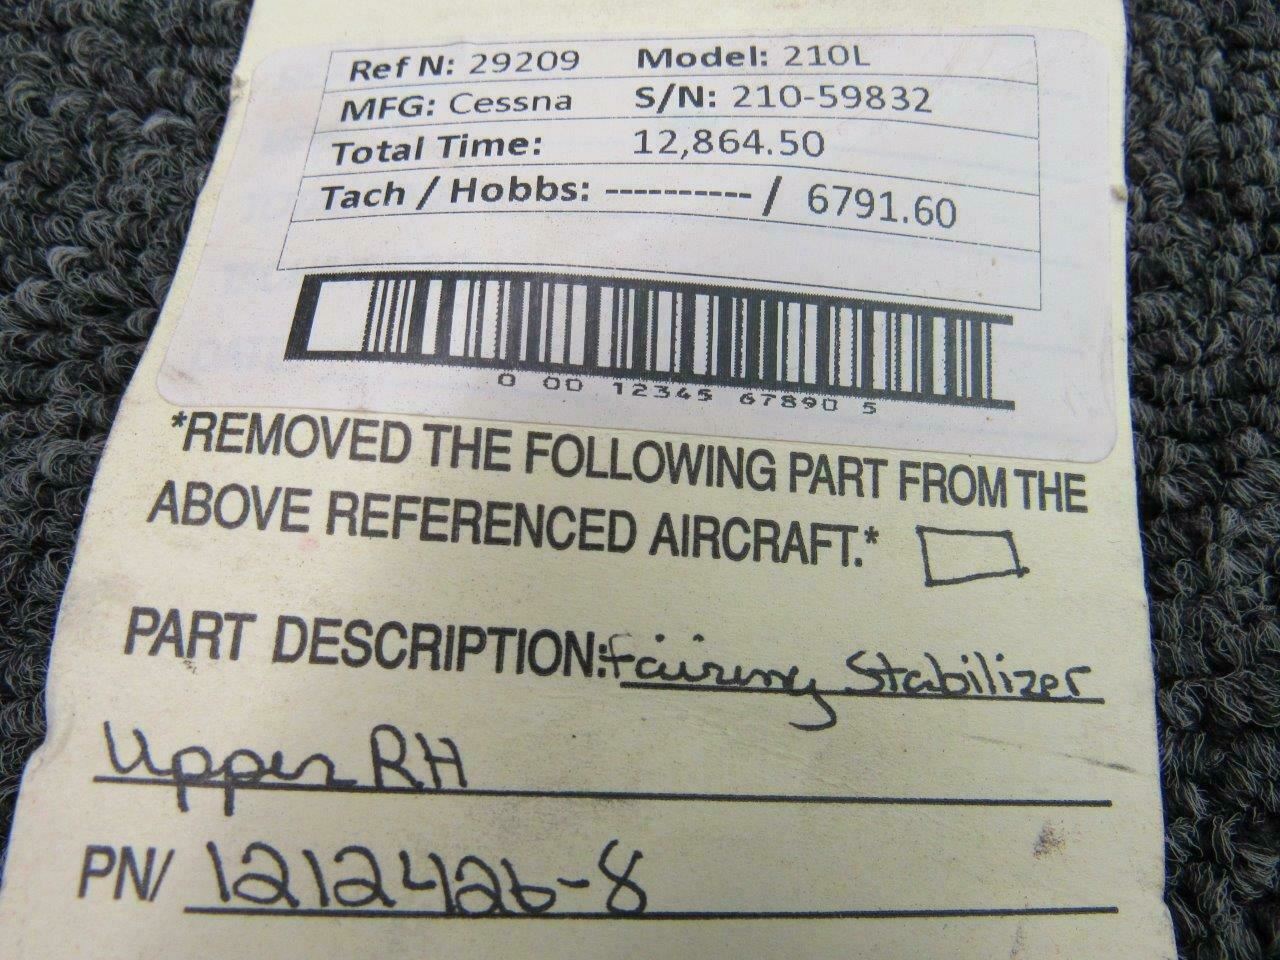 Ref N: 29209 Model: 210L
MFG: Cessna S/N: 210-59832
Total Time: 12,864.50
Tach / Hobbs: ---------- / 6791.60
0 00 12345 67890 5
*REMOVED THE FOLLOWING PART FROM THE
ABOVE REFERENCED AIRCRAFT.*
PART DESCRIPTION: fairing Stabilizer
Upper RH
PN/ 1212426-8